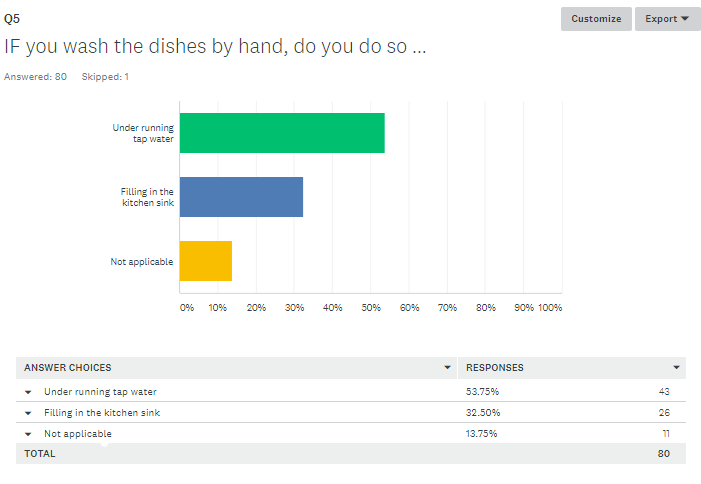 Q5
Customize
Export
IF you wash the dishes by hand, do you do so ...
Answered: 80 Skipped: 1
Under running
tap water
Filling in the
kitchen sink
Not applicable
0% 10% 20% 30% 40% 50% 60% 70% 80% 90% 100%
ANSWER CHOICES RESPONSES
Under running tap water 53.75% 43
Filling in the kitchen sink 32.50% 26
Not applicable 13.75% 11
TOTAL 80